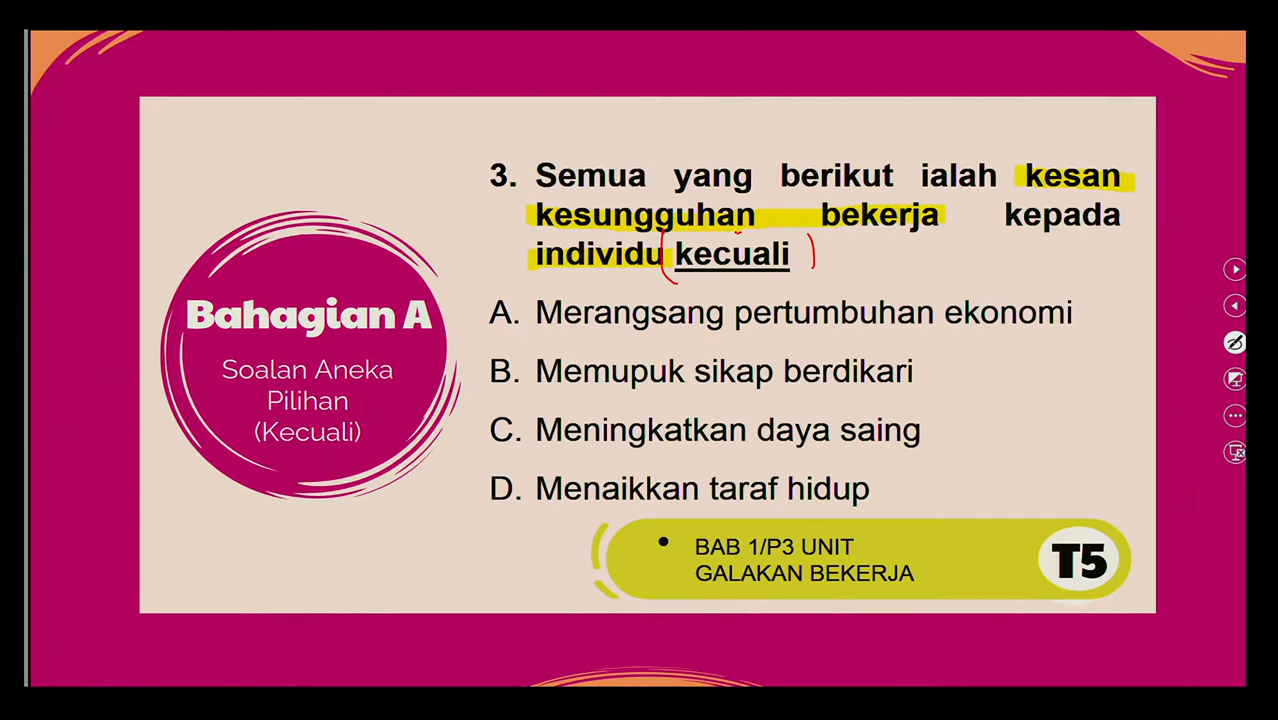 Bahagian A
Soalan Aneka
Pilihan
(Kecuali)
3. Semua yang berikut ialah kesan
kesungguhan bekerja kepada
individu kecuali
A. Merangsang pertumbuhan ekonomi
B. Memupuk sikap berdikari
C. Meningkatkan daya saing
D. Menaikkan taraf hidup
• BAB 1/P3 UNIT
GALAKAN BEKERJA
T5